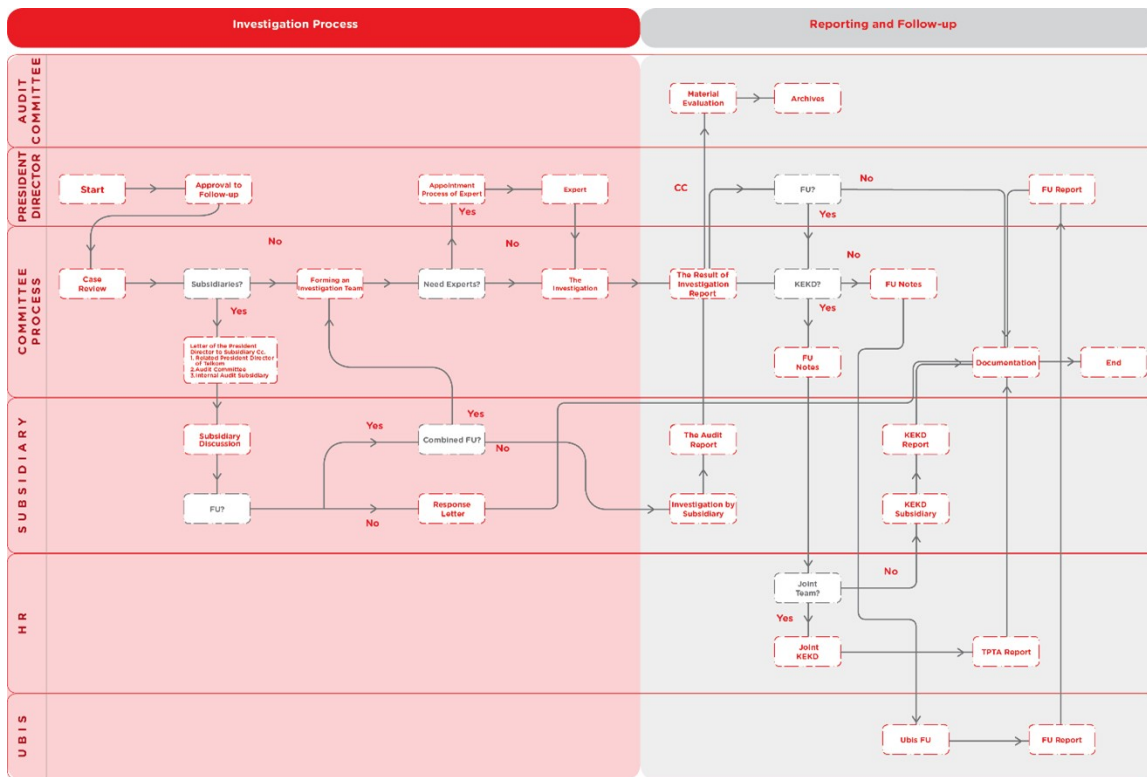 Investigation Process
Reporting and Follow-up
AUDIT
COMMITTEE
Material
Evaluation
Archives
PRESIDENT
DIRECTOR
Start
Approval to
Follow-up
Appointment
Process of Expert
Expert
CC
FU?
No
FU Report
Yes
Yes
COMMITTEE
PROCESS
No
No
No
Case
Review
Subsidiaries?
Forming an
Investigation Team
Need Experts?
The
Investigation
The Result of
Investigation
Report
KEKD?
FU Notes
Yes
Yes
Letter of the President
Director to Subsidiary Cc.
1. Related President Director
of Telkom
2.Audit Committee
3.Internal Audit Subsidiary
FU
Notes
Documentation
End
SUBSIDIARY
Yes
Yes
Subsidiary
Discussion
Combined FU?
No
The Audit
Report
KEKD
Report
FU?
No
Response
Letter
Investigation by
Subsidiary
KEKD
Subsidiary
HR
Joint
Team?
No
Yes
Joint
KEKD
TPTA Report
UBIS
Ubis FU
FU Report